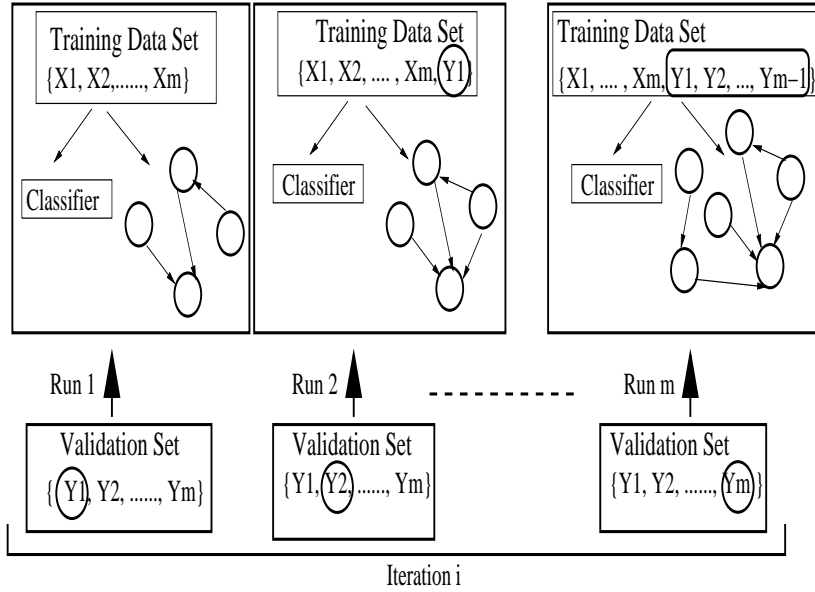 Training Data Set
{X1, X2,......, Xm}
Classifier
Training Data Set
{X1, X2, .... , Xm, Y1}
Classifier
Training Data Set
{X1, .... , Xm, Y1, Y2, ..., Ym−1}
Classifier
Run 1
Run 2
Run m
Validation Set
{ Y1, Y2, ......, Ym}
Validation Set
{Y1, Y2, ......, Ym}
Validation Set
{Y1, Y2, ......, Ym}
Iteration i